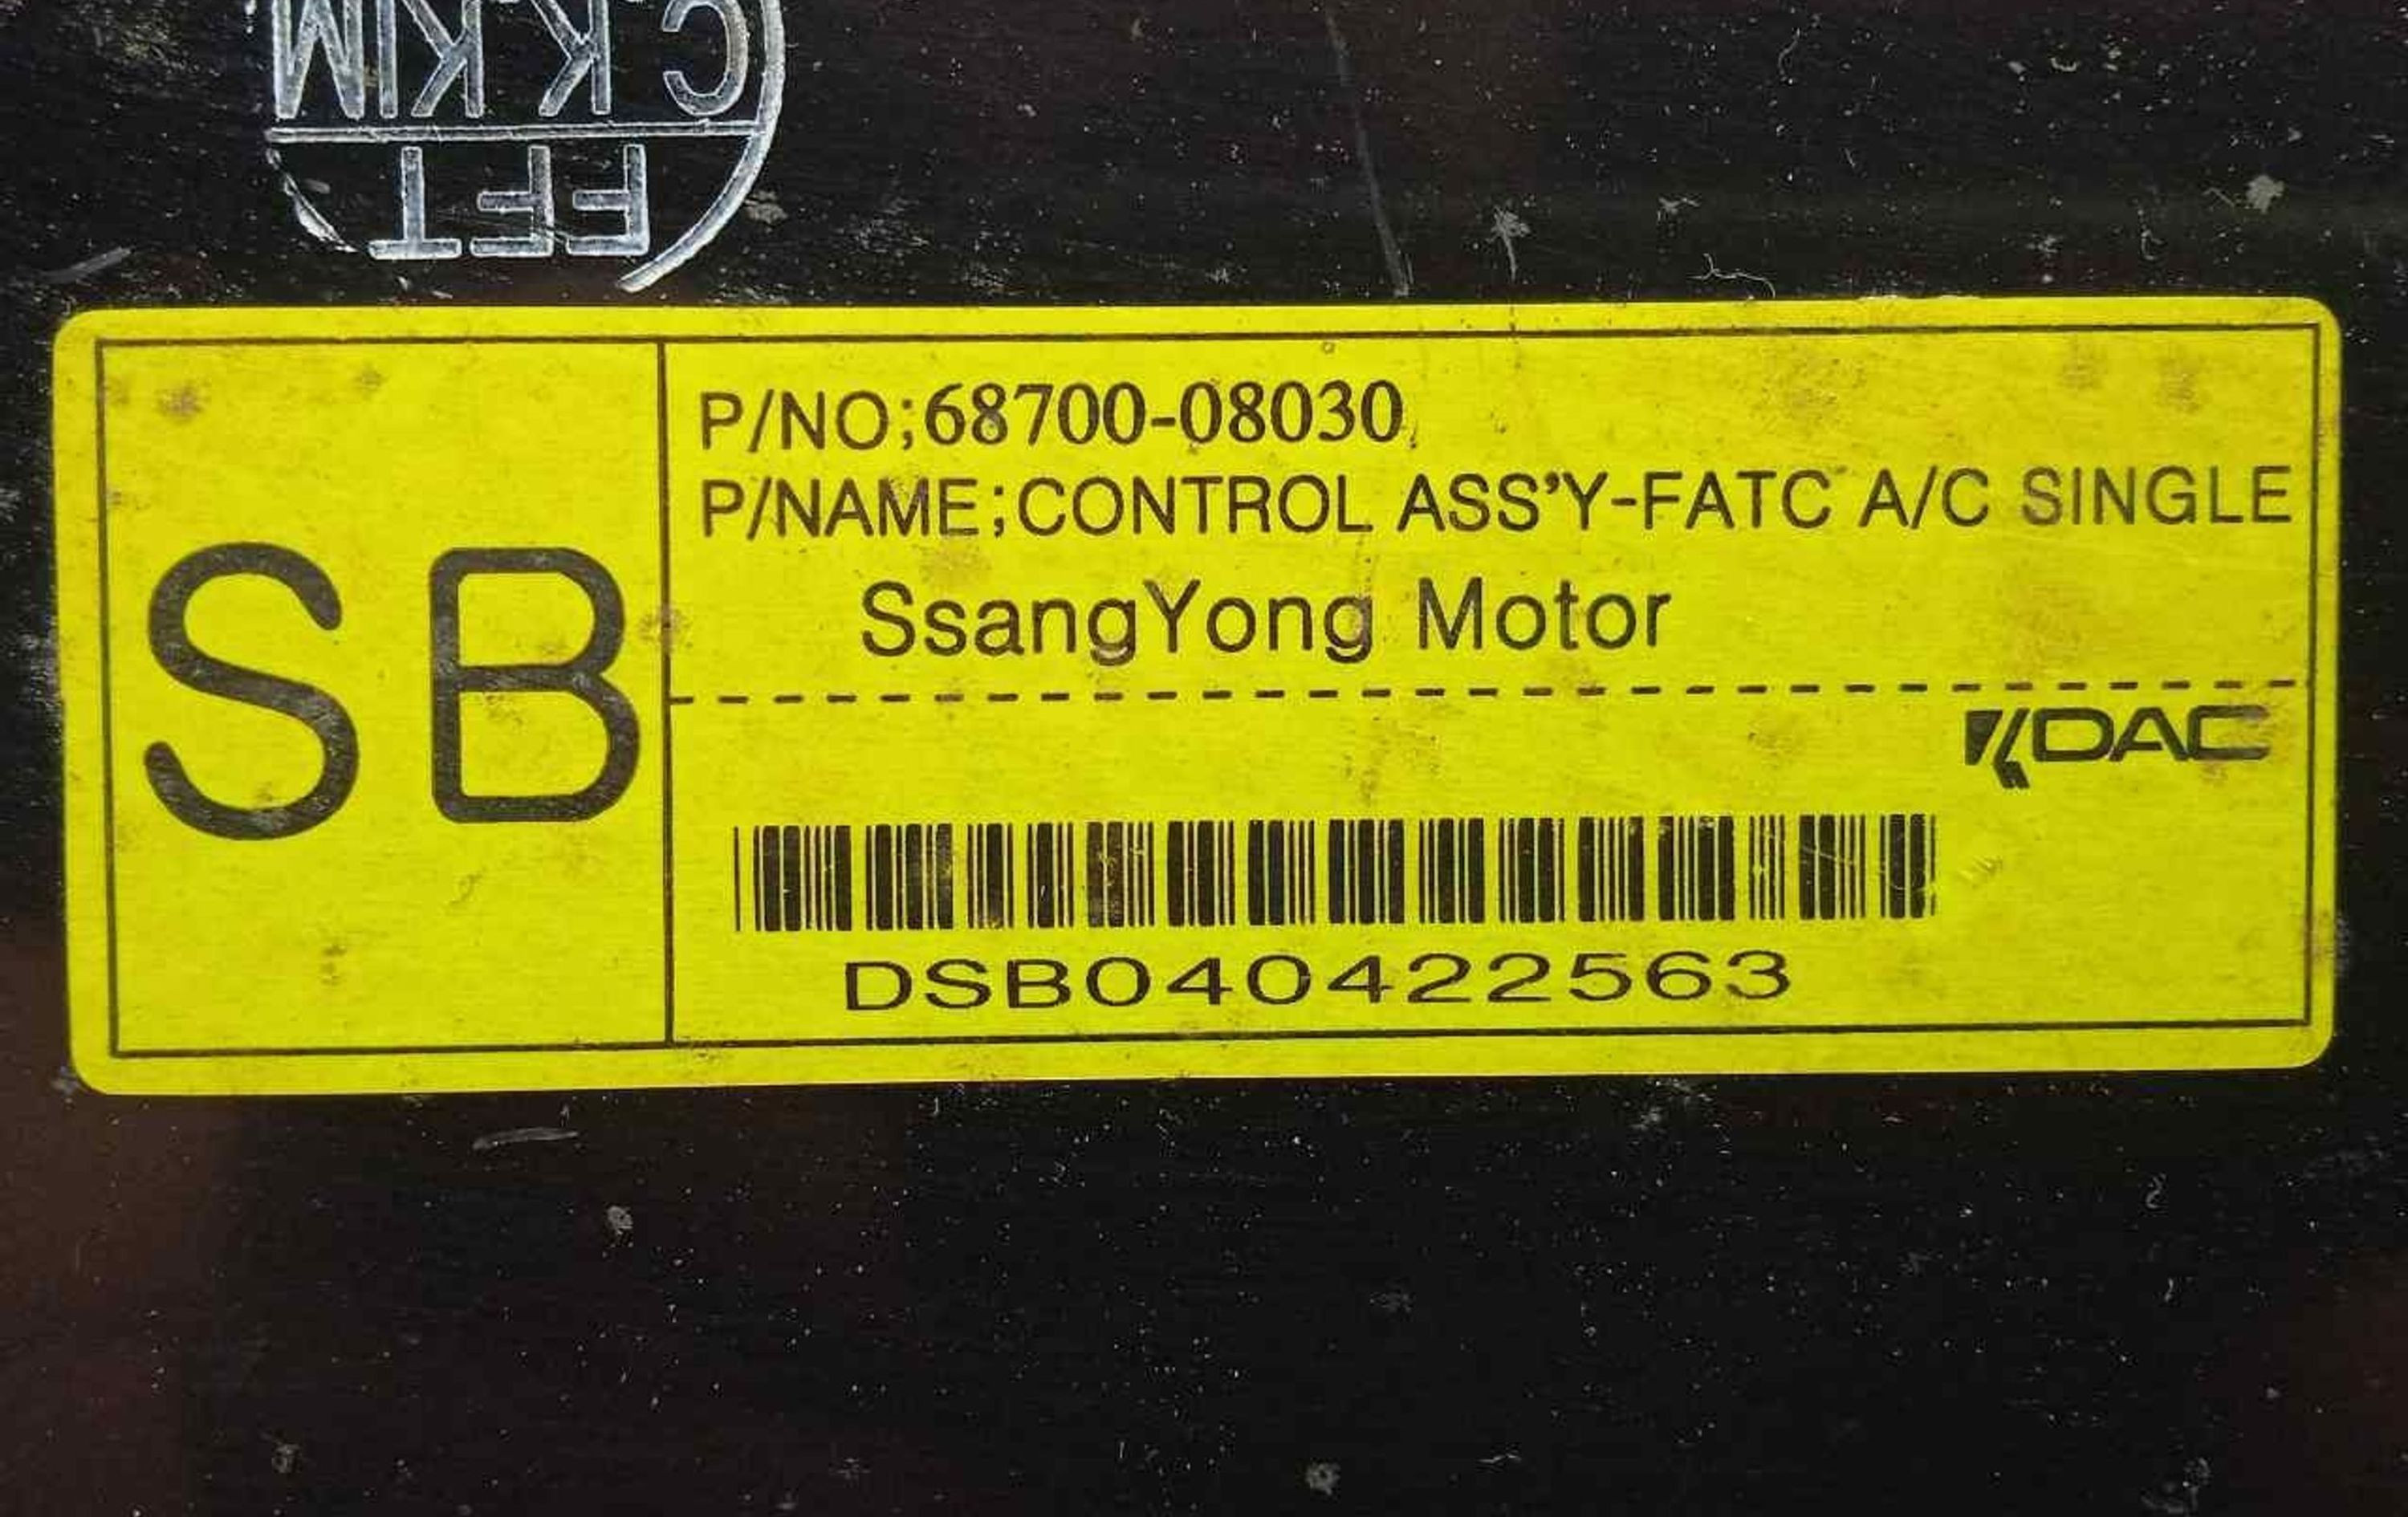 C.K.KIM
FFT
SB
P/NO;68700-08030
P/NAME;CONTROL ASS'Y-FATC A/C SINGLE
SsangYong Motor
DAC
DSB040422563